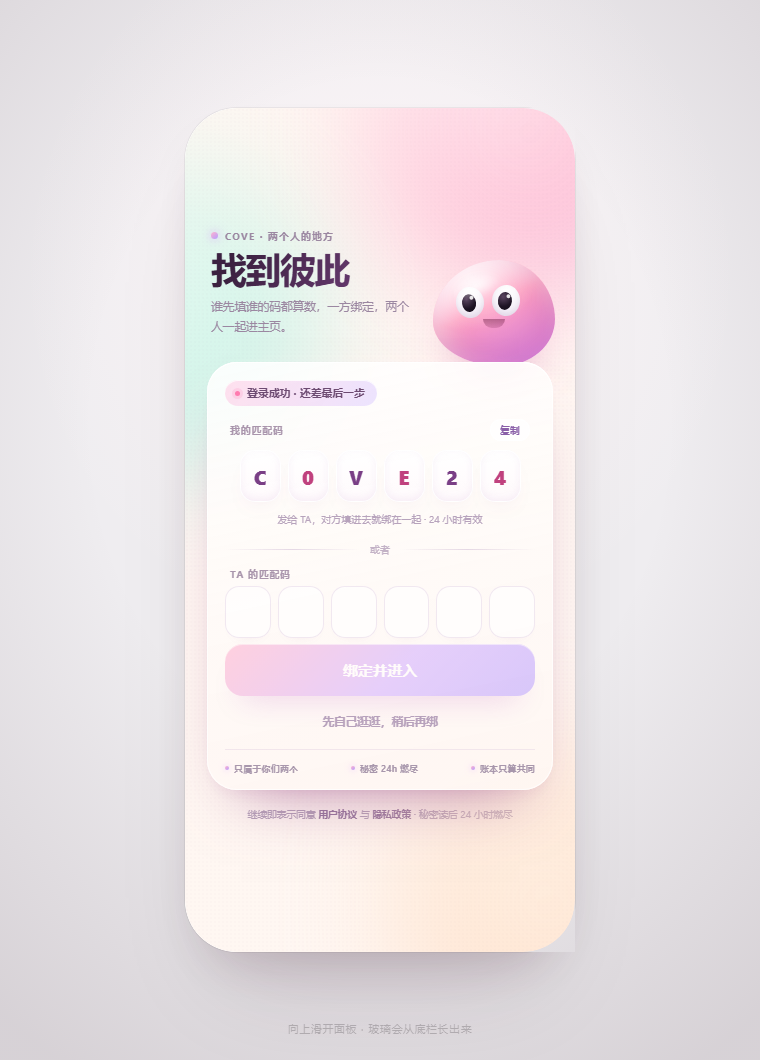 COVE · 两个人的地方
找到彼此
谁先填谁的码都算数，一方绑定，两个
人一起进主页。
登录成功 · 还差最后一步
我的匹配码
复制
C 0 V E 2 4
发给 TA，对方填进去就绑在一起 · 24 小时有效
或者
TA 的匹配码
绑定并进入
先自己逛逛，稍后再绑
只属于你们两个
秘密 24h 燃尽
账本只算共同
继续即表示同意 用户协议 与 隐私政策 · 秘密读后 24 小时燃尽
向上滑开面板 · 玻璃会从底栏长出来